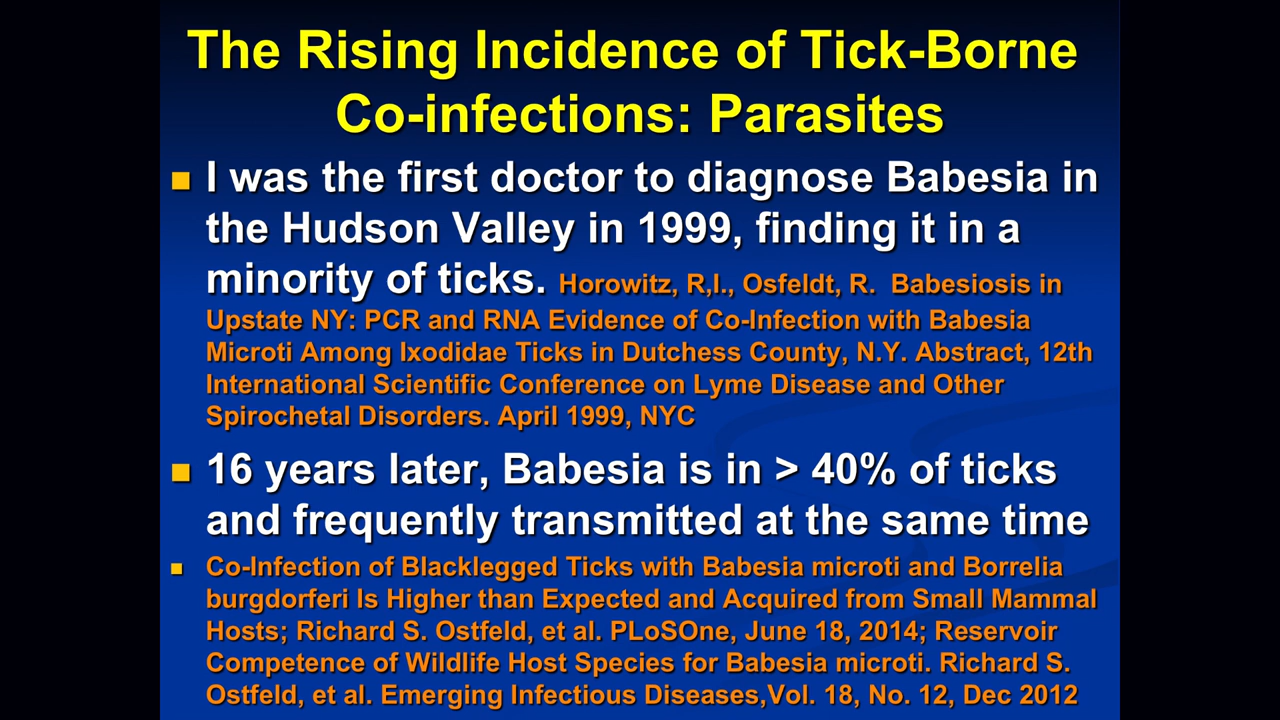 The Rising Incidence of Tick-Borne
Co-infections: Parasites
I was the first doctor to diagnose Babesia in
the Hudson Valley in 1999, finding it in a
minority of ticks. Horowitz, R,I., Osfeldt, R. Babesiosis in
Upstate NY: PCR and RNA Evidence of Co-Infection with Babesia
Microti Among Ixodidae Ticks in Dutchess County, N.Y. Abstract, 12th
International Scientific Conference on Lyme Disease and Other
Spirochetal Disorders. April 1999, NYC
16 years later, Babesia is in > 40% of ticks
and frequently transmitted at the same time
Co-Infection of Blacklegged Ticks with Babesia microti and Borrelia
burgdorferi Is Higher than Expected and Acquired from Small Mammal
Hosts; Richard S. Ostfeld, et al. PLoSOne, June 18, 2014; Reservoir
Competence of Wildlife Host Species for Babesia microti. Richard S.
Ostfeld, et al. Emerging Infectious Diseases,Vol. 18, No. 12, Dec 2012